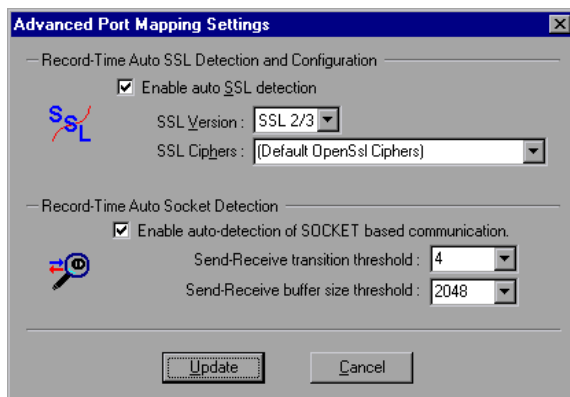 Advanced Port Mapping Settings
Record-Time Auto SSL Detection and Configuration
Enable auto SSL detection
SSL Version : SSL 2/3
SSL Ciphers : (Default OpenSsl Ciphers)
SSL
Record-Time Auto Socket Detection
Enable auto-detection of SOCKET based communication.
Send-Receive transition threshold : 4
Send-Receive buffer size threshold : 2048
Update Cancel